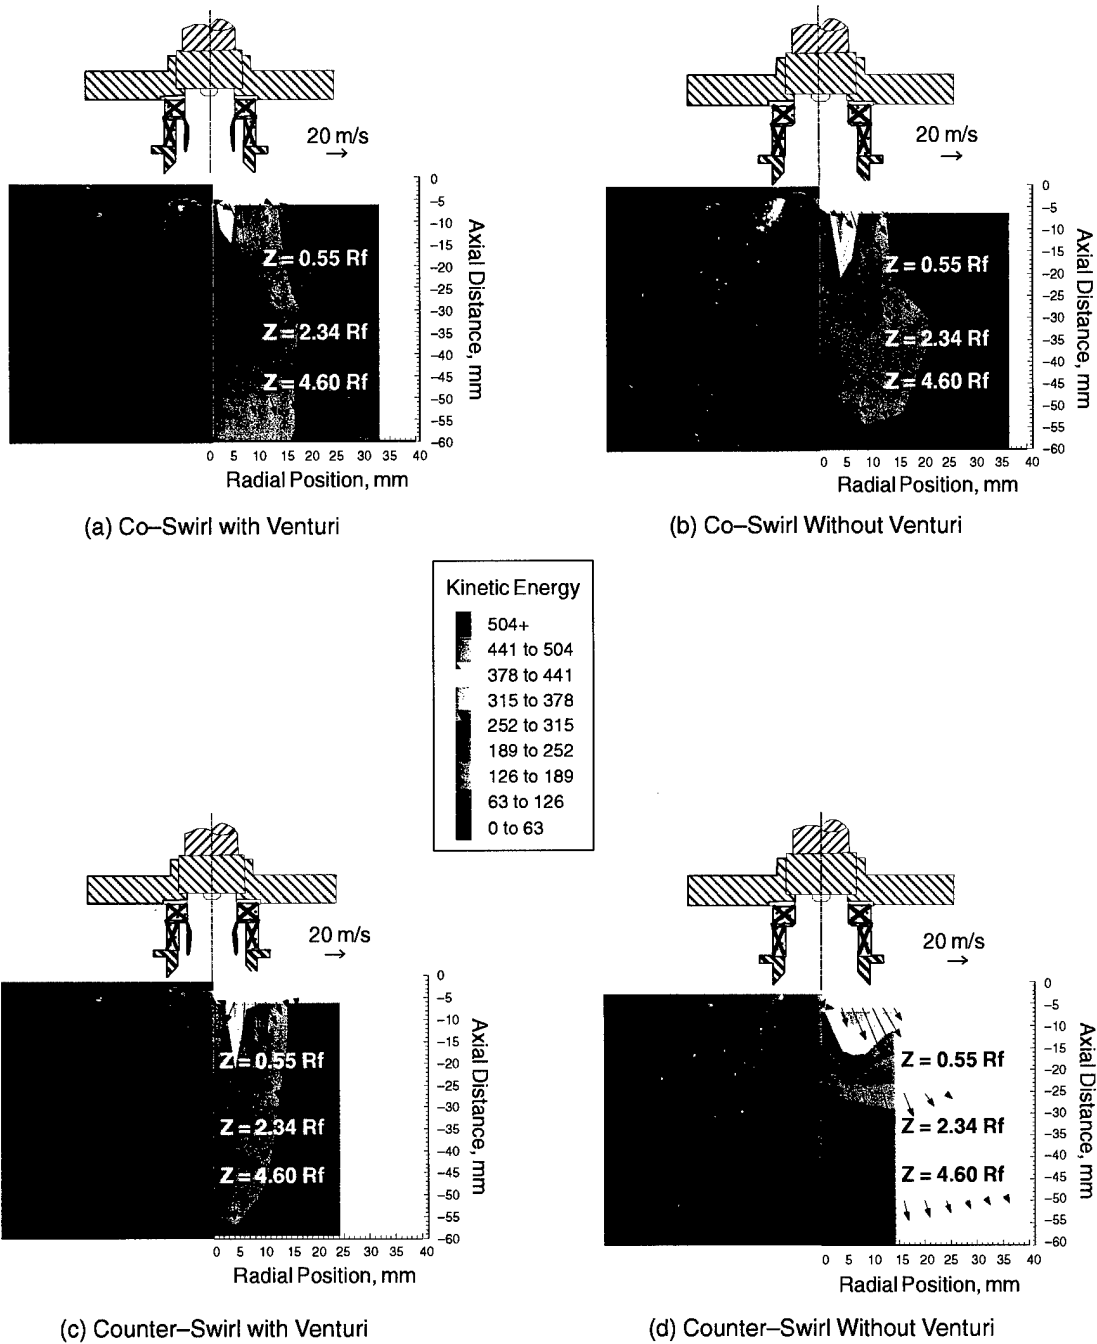 20 m/s
0
−5
−10
−15
−20
−25
−30
−35
−40
−45
−50
−55
−60
Axial Distance, mm
Z = 0.55 Rf
Z = 2.34 Rf
Z = 4.60 Rf
0 5 10 15 20 25 30 35 40
Radial Position, mm
(a) Co–Swirl with Venturi
20 m/s
0
−5
−10
−15
−20
−25
−30
−35
−40
−45
−50
−55
−60
Axial Distance, mm
Z = 0.55 Rf
Z = 2.34 Rf
Z = 4.60 Rf
0 5 10 15 20 25 30 35 40
Radial Position, mm
(b) Co–Swirl Without Venturi
Kinetic Energy
504+
441 to 504
378 to 441
315 to 378
252 to 315
189 to 252
126 to 189
63 to 126
0 to 63
20 m/s
0
−5
−10
−15
−20
−25
−30
−35
−40
−45
−50
−55
−60
Axial Distance, mm
Z = 0.55 Rf
Z = 2.34 Rf
Z = 4.60 Rf
0 5 10 15 25 30 35 40
Radial Position, mm
(c) Counter–Swirl with Venturi
20 m/s
0
−5
−10
−15
−20
−25
−30
−35
−40
−45
−50
−55
−60
Axial Distance, mm
Z = 0.55 Rf
Z = 2.34 Rf
Z = 4.60 Rf
0 5 10 15 20 25 30 35 40
Radial Position, mm
(d) Counter–Swirl Without Venturi